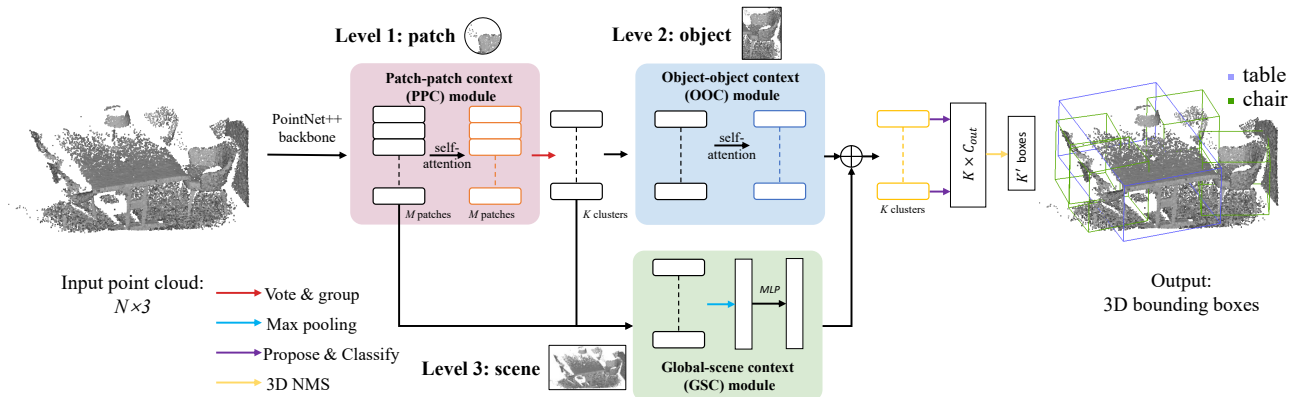 Level 1: patch
Leve 2: object
Patch-patch context
(PPC) module
Object-object context
(OOC) module
table
chair
PointNet++
backbone
self-
attention
self-
attention
M patches
M patches
K clusters
K clusters
K × C_out
K' boxes
Input point cloud:
N×3
Vote & group
Max pooling
Propose & Classify
3D NMS
MLP
Level 3: scene
Global-scene context
(GSC) module
Output:
3D bounding boxes